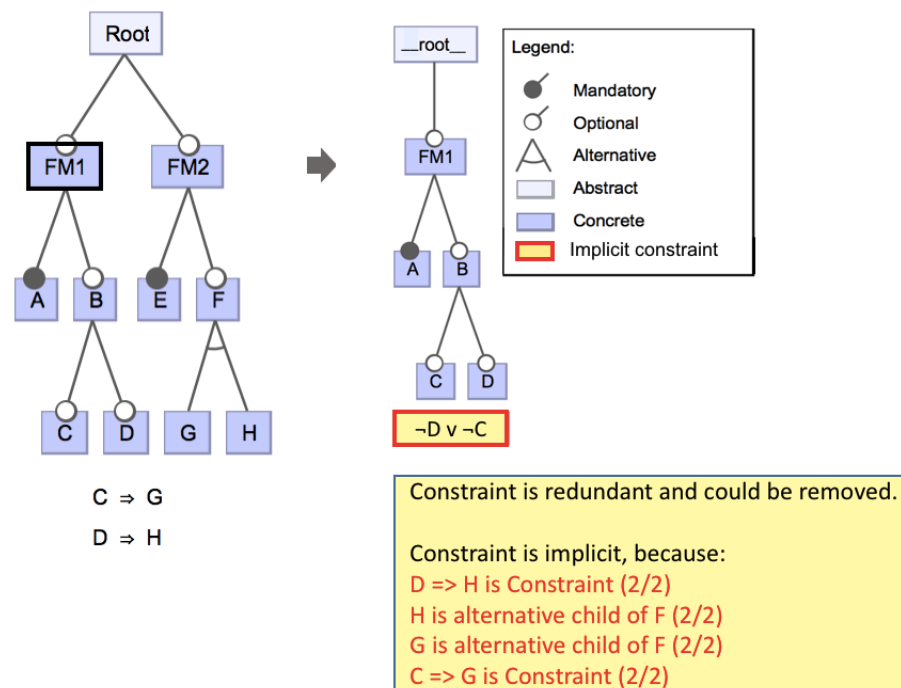 Root
FM1
FM2
A
B
E
F
C
D
G
H
C ⇒ G
D ⇒ H
__root__
FM1
A
B
C
D
¬D v ¬C
Legend:
Mandatory
Optional
Alternative
Abstract
Concrete
Implicit constraint
Constraint is redundant and could be removed.
Constraint is implicit, because:
D => H is Constraint (2/2)
H is alternative child of F (2/2)
G is alternative child of F (2/2)
C => G is Constraint (2/2)